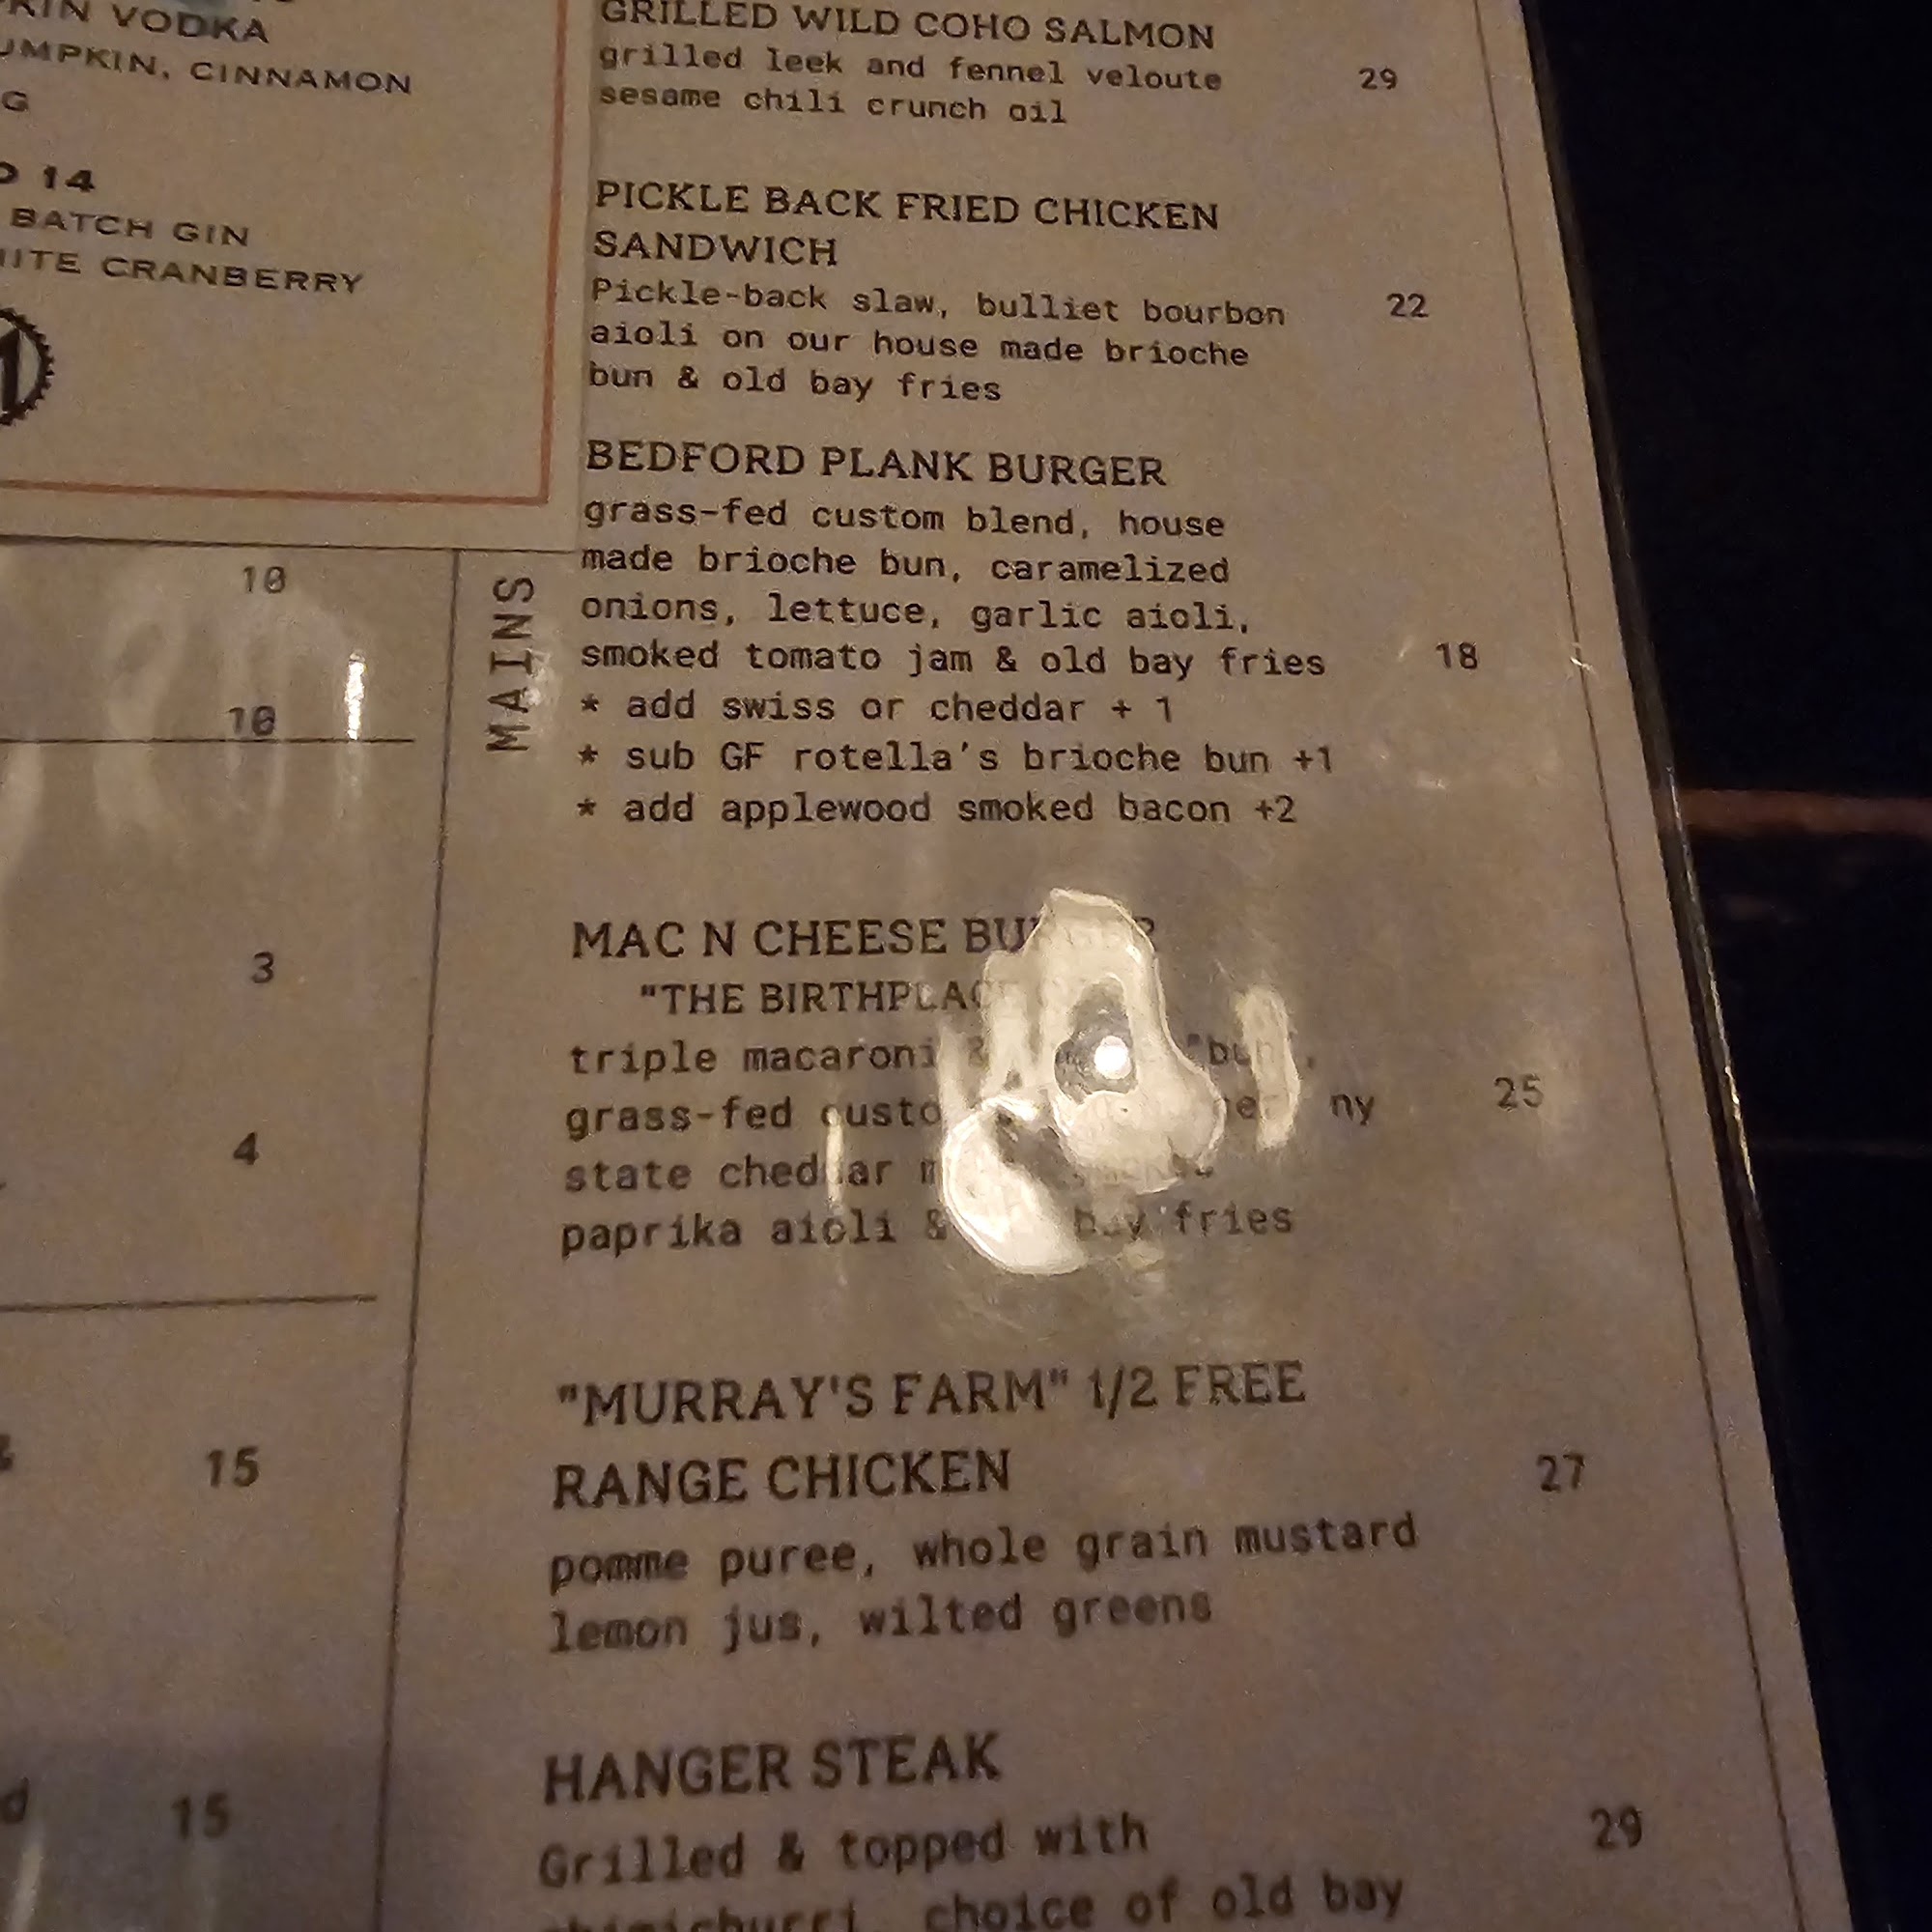 VODKA
CINNAMON
G
14
BATCH GIN
CRANBERRY
10
10
3
4
15
15
MAINS
GRILLED WILD COHO SALMON
grilled leek and fennel veloute 29
sesame chili crunch oil
PICKLE BACK FRIED CHICKEN
SANDWICH
Pickle-back slaw, bulliet bourbon 22
aioli on our house made brioche
bun & old bay fries
BEDFORD PLANK BURGER
grass-fed custom blend, house
made brioche bun, caramelized
onions, lettuce, garlic aioli,
smoked tomato jam & old bay fries 18
* add swiss or cheddar + 1
* sub GF rotella's brioche bun +1
* add applewood smoked bacon +2
MAC N CHEESE
"THE
triple macaroni
grass-fed ny 25
state cheddar
paprika aioli & bay fries
"MURRAY'S FARM" 1/2 FREE
RANGE CHICKEN 27
pomme puree, whole grain mustard
lemon jus, wilted greens
HANGER STEAK
Grilled & topped with 29
choice of old bay